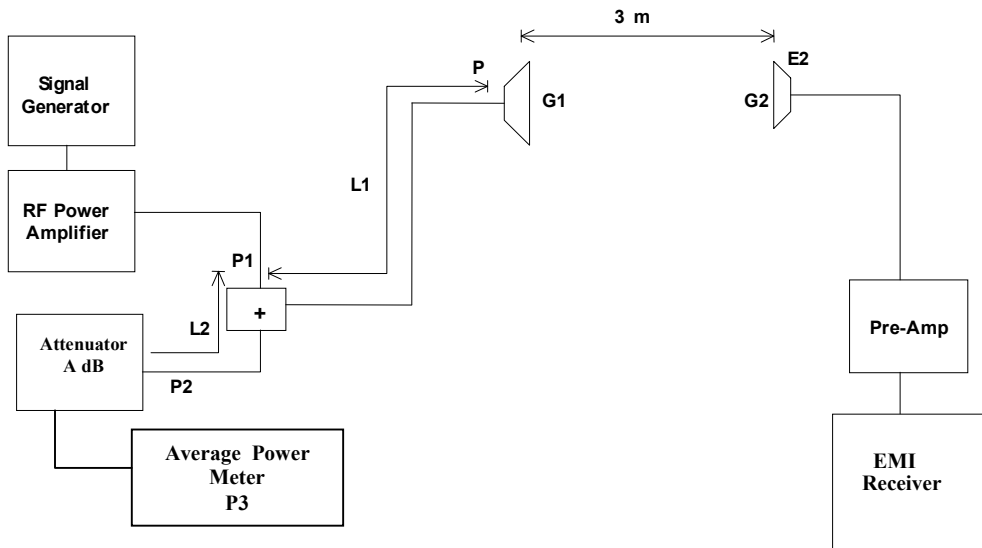 3 m
Signal
Generator
P
E2
G1
G2
L1
RF Power
Amplifier
P1
+
L2
Attenuator
A dB
P2
Pre-Amp
Average Power
Meter
P3
EMI
Receiver